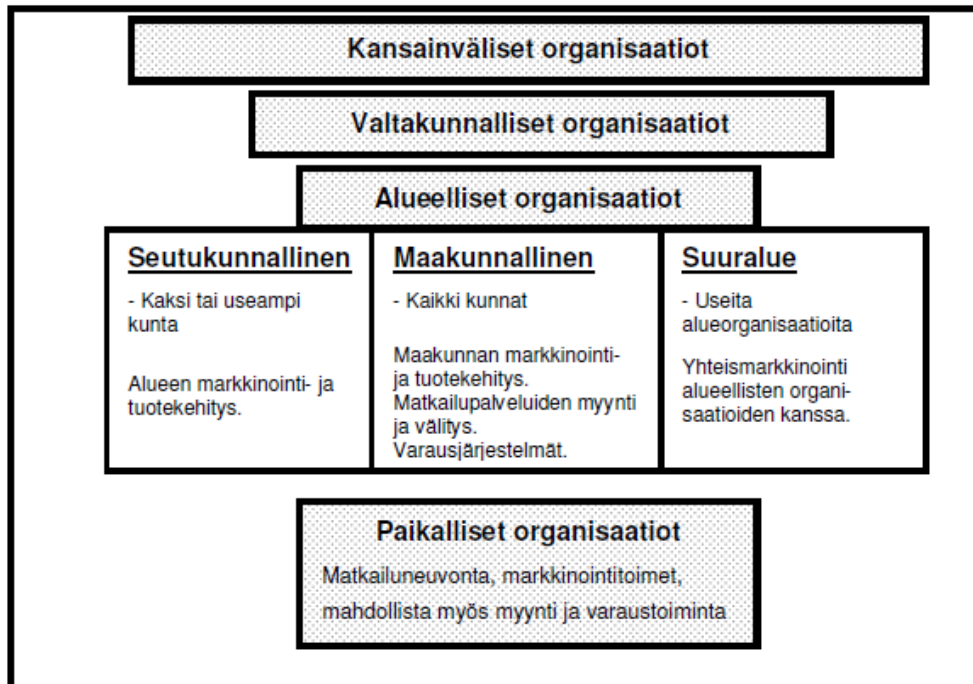 Kansainväliset organisaatiot
Valtakunnalliset organisaatiot
Alueelliset organisaatiot
Seutukunnallinen
- Kaksi tai useampi
kunta
Alueen markkinointi- ja
tuotekehitys.
Maakunnallinen
- Kaikki kunnat
Maakunnan markkinointi-
ja tuotekehitys.
Matkailupalveluiden myynti
ja välitys.
Varausjärjestelmät.
Suuralue
- Useita
alueorganisaatioita
Yhteismarkkinointi
alueellisten organi-
saatioiden kanssa.
Paikalliset organisaatiot
Matkailuneuvonta, markkinointitoimet,
mahdollista myös myynti ja varaustoiminta